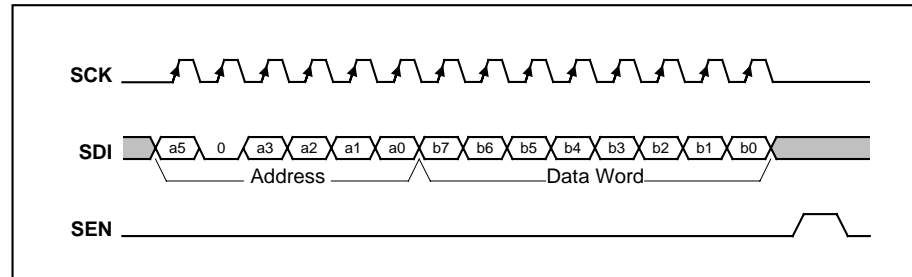 SCK
SDI a5 0 a3 a2 a1 a0 b7 b6 b5 b4 b3 b2 b1 b0
Address Data Word
SEN